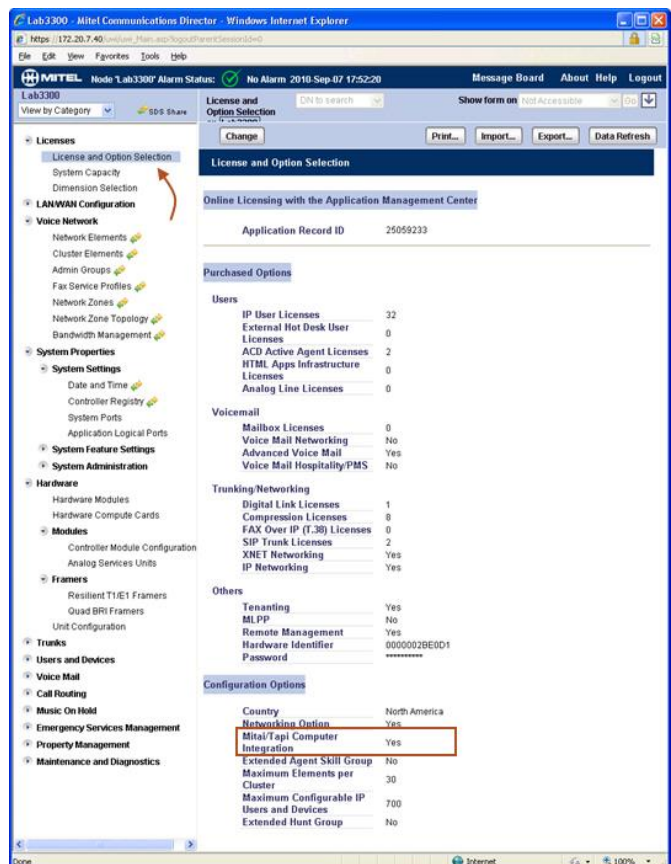 Lab3300 - Mitel Communications Director - Windows Internet Explorer
https://172.20.7.40/uwi/uwi_Main.asp?logoutParentSessionId=0
File Edit View Favorites Tools Help
MITEL Node 'Lab3300' Alarm Status: No Alarm 2010-Sep-07 17:52:20 Message Board About Help Logout
Lab3300
View by Category SDS Share
License and Option Selection
DN to search
Show form on Not Accessible Go
Change Print... Import... Export... Data Refresh
Licenses
License and Option Selection
System Capacity
Dimension Selection
LAN/WAN Configuration
Voice Network
Network Elements
Cluster Elements
Admin Groups
Fax Service Profiles
Network Zones
Network Zone Topology
Bandwidth Management
System Properties
System Settings
Date and Time
Controller Registry
System Ports
Application Logical Ports
System Feature Settings
System Administration
Hardware
Hardware Modules
Hardware Compute Cards
Modules
Controller Module Configuration
Analog Services Units
Framers
Resilient T1/E1 Framers
Quad BRI Framers
Unit Configuration
Trunks
Users and Devices
Voice Mail
Call Routing
Music On Hold
Emergency Services Management
Property Management
Maintenance and Diagnostics
License and Option Selection
Online Licensing with the Application Management Center
Application Record ID 25059233
Purchased Options
Users
IP User Licenses 32
External Hot Desk User Licenses 0
ACD Active Agent Licenses 2
HTML Apps Infrastructure Licenses 0
Analog Line Licenses 0
Voicemail
Mailbox Licenses 0
Voice Mail Networking No
Advanced Voice Mail Yes
Voice Mail Hospitality/PMS No
Trunking/Networking
Digital Link Licenses 1
Compression Licenses 8
FAX Over IP (T.38) Licenses 0
SIP Trunk Licenses 2
XNET Networking Yes
IP Networking Yes
Others
Tenanting Yes
MLPP No
Remote Management Yes
Hardware Identifier 0000002BE0D1
Password **********
Configuration Options
Country North America
Networking Option Yes
Mitai/Tapi Computer Integration Yes
Extended Agent Skill Group No
Maximum Elements per Cluster 30
Maximum Configurable IP Users and Devices 700
Extended Hunt Group No
Done Internet 100%